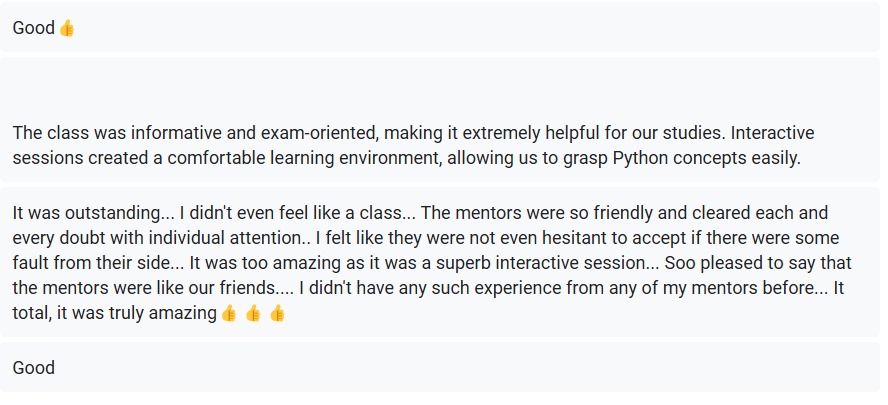 Good 👍
The class was informative and exam-oriented, making it extremely helpful for our studies. Interactive
sessions created a comfortable learning environment, allowing us to grasp Python concepts easily.
It was outstanding... I didn't even feel like a class... The mentors were so friendly and cleared each and
every doubt with individual attention.. I felt like they were not even hesitant to accept if there were some
fault from their side... It was too amazing as it was a superb interactive session... Soo pleased to say that
the mentors were like our friends.... I didn't have any such experience from any of my mentors before... It
total, it was truly amazing 👍 👍 👍
Good